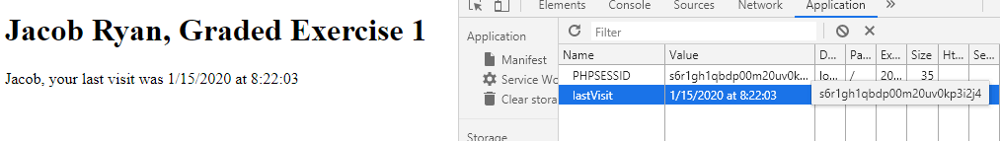 Jacob Ryan, Graded Exercise 1
Jacob, your last visit was 1/15/2020 at 8:22:03
Elements Console Sources Network Application »
Application
Manifest
Service Wo
Clear stora
Storage
Filter
Name Value D... Pa... Ex... Size Ht... Se...
PHPSESSID s6r1gh1qbdp00m20uv0k... lo... / 20... 35
lastVisit 1/15/2020 at 8:22:03
s6r1gh1qbdp00m20uv0kp3i2j4